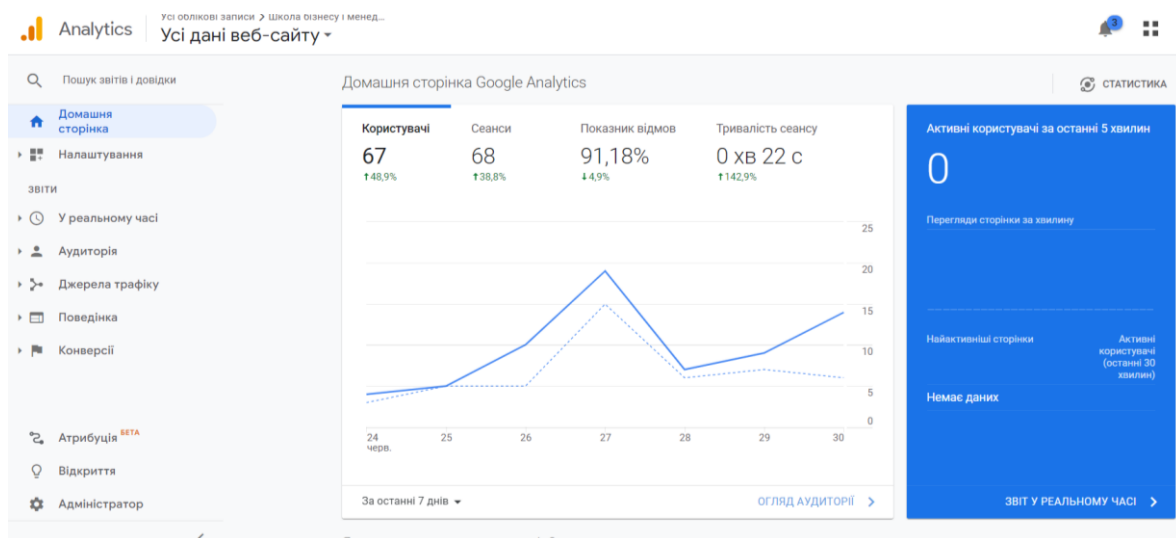 Усі облікові записи > Школа бізнесу і менед...
Analytics
Усі дані веб-сайту
3
Пошук звітів і довідки
Домашня
сторінка
Налаштування
ЗВІТИ
У реальному часі
Аудиторія
Джерела трафіку
Поведінка
Конверсії
Атрибуція БЕТА
Відкриття
Адміністратор
Домашня сторінка Google Analytics
СТАТИСТИКА
Користувачі Сеанси Показник відмов Тривалість сеансу
67 68 91,18% 0 хв 22 с
↑48,9% ↑38,8% ↓4,9% ↑142,9%
25
20
15
10
5
0
24 25 26 27 28 29 30
черв.
За останні 7 днів
ОГЛЯД АУДИТОРІЇ >
Активні користувачі за останні 5 хвилин
0
Перегляди сторінки за хвилину
Найактивніші сторінки Активні
користувачі
(останні 30
хвилин)
Немає даних
ЗВІТ У РЕАЛЬНОМУ ЧАСІ >